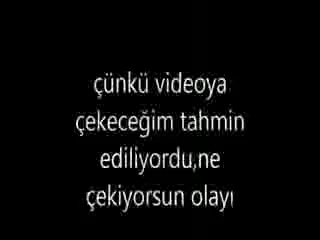 çünkü videoya
çekeceğim tahmin
ediliyordu,ne
çekiyorsun olayı